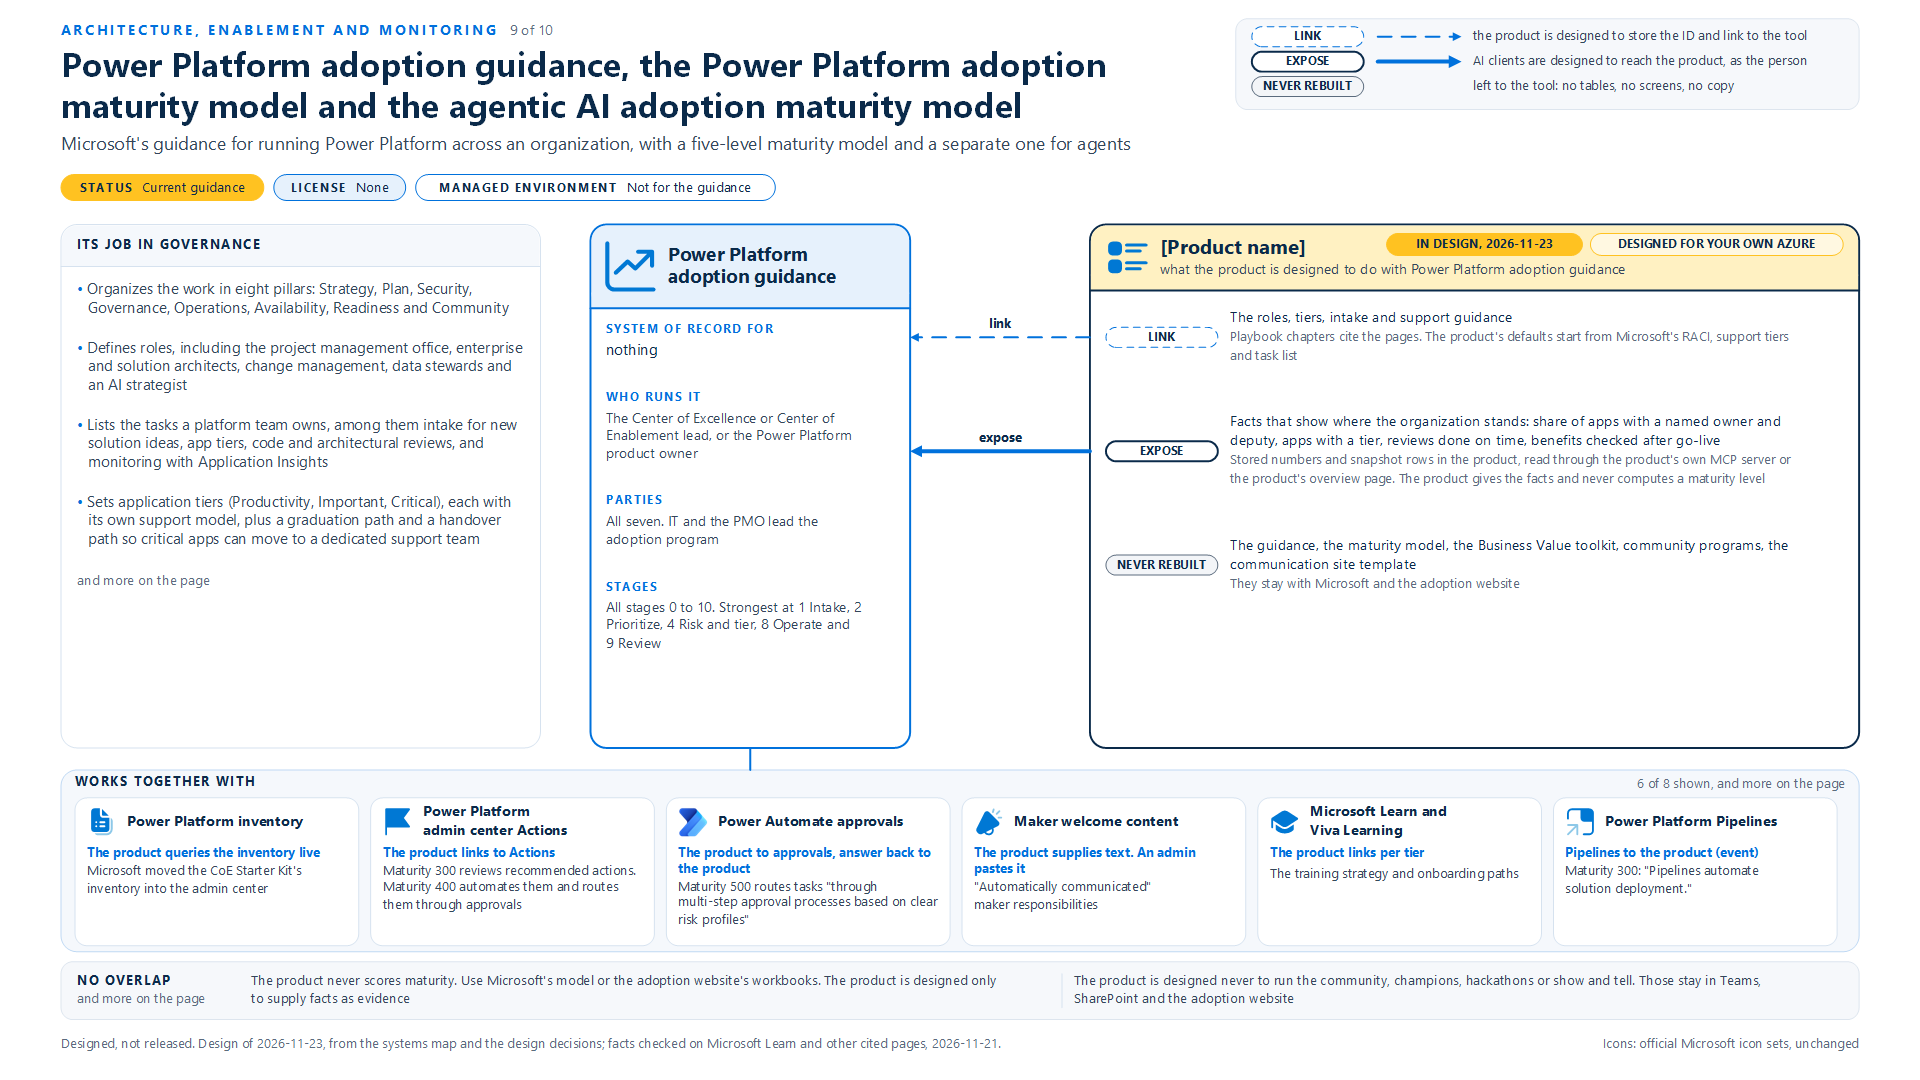 ARCHITECTURE, ENABLEMENT AND MONITORING 9 of 10
Power Platform adoption guidance, the Power Platform adoption
maturity model and the agentic AI adoption maturity model
Microsoft's guidance for running Power Platform across an organization, with a five-level maturity model and a separate one for agents
STATUS Current guidance
LICENSE None
MANAGED ENVIRONMENT Not for the guidance
LINK the product is designed to store the ID and link to the tool
EXPOSE AI clients are designed to reach the product, as the person
NEVER REBUILT left to the tool: no tables, no screens, no copy
ITS JOB IN GOVERNANCE
• Organizes the work in eight pillars: Strategy, Plan, Security,
Governance, Operations, Availability, Readiness and Community
• Defines roles, including the project management office, enterprise
and solution architects, change management, data stewards and
an AI strategist
• Lists the tasks a platform team owns, among them intake for new
solution ideas, app tiers, code and architectural reviews, and
monitoring with Application Insights
• Sets application tiers (Productivity, Important, Critical), each with
its own support model, plus a graduation path and a handover
path so critical apps can move to a dedicated support team
and more on the page
Power Platform
adoption guidance
SYSTEM OF RECORD FOR
nothing
WHO RUNS IT
The Center of Excellence or Center of
Enablement lead, or the Power Platform
product owner
PARTIES
All seven. IT and the PMO lead the
adoption program
STAGES
All stages 0 to 10. Strongest at 1 Intake, 2
Prioritize, 4 Risk and tier, 8 Operate and
9 Review
link
expose
[Product name]
IN DESIGN, 2026-11-23
DESIGNED FOR YOUR OWN AZURE
what the product is designed to do with Power Platform adoption guidance
LINK
The roles, tiers, intake and support guidance
Playbook chapters cite the pages. The product's defaults start from Microsoft's RACI, support tiers
and task list
EXPOSE
Facts that show where the organization stands: share of apps with a named owner and
deputy, apps with a tier, reviews done on time, benefits checked after go-live
Stored numbers and snapshot rows in the product, read through the product's own MCP server or
the product's overview page. The product gives the facts and never computes a maturity level
NEVER REBUILT
The guidance, the maturity model, the Business Value toolkit, community programs, the
communication site template
They stay with Microsoft and the adoption website
WORKS TOGETHER WITH
6 of 8 shown, and more on the page
Power Platform inventory
The product queries the inventory live
Microsoft moved the CoE Starter Kit's
inventory into the admin center
Power Platform
admin center Actions
The product links to Actions
Maturity 300 reviews recommended actions.
Maturity 400 automates them and routes
them through approvals
Power Automate approvals
The product to approvals, answer back to
the product
Maturity 500 routes tasks "through
multi-step approval processes based on clear
risk profiles"
Maker welcome content
The product supplies text. An admin
pastes it
"Automatically communicated"
maker responsibilities
Microsoft Learn and
Viva Learning
The product links per tier
The training strategy and onboarding paths
Power Platform Pipelines
Pipelines to the product (event)
Maturity 300: "Pipelines automate
solution deployment."
NO OVERLAP
and more on the page
The product never scores maturity. Use Microsoft's model or the adoption website's workbooks. The product is designed only
to supply facts as evidence
The product is designed never to run the community, champions, hackathons or show and tell. Those stay in Teams,
SharePoint and the adoption website
Designed, not released. Design of 2026-11-23, from the systems map and the design decisions; facts checked on Microsoft Learn and other cited pages, 2026-11-21.
Icons: official Microsoft icon sets, unchanged